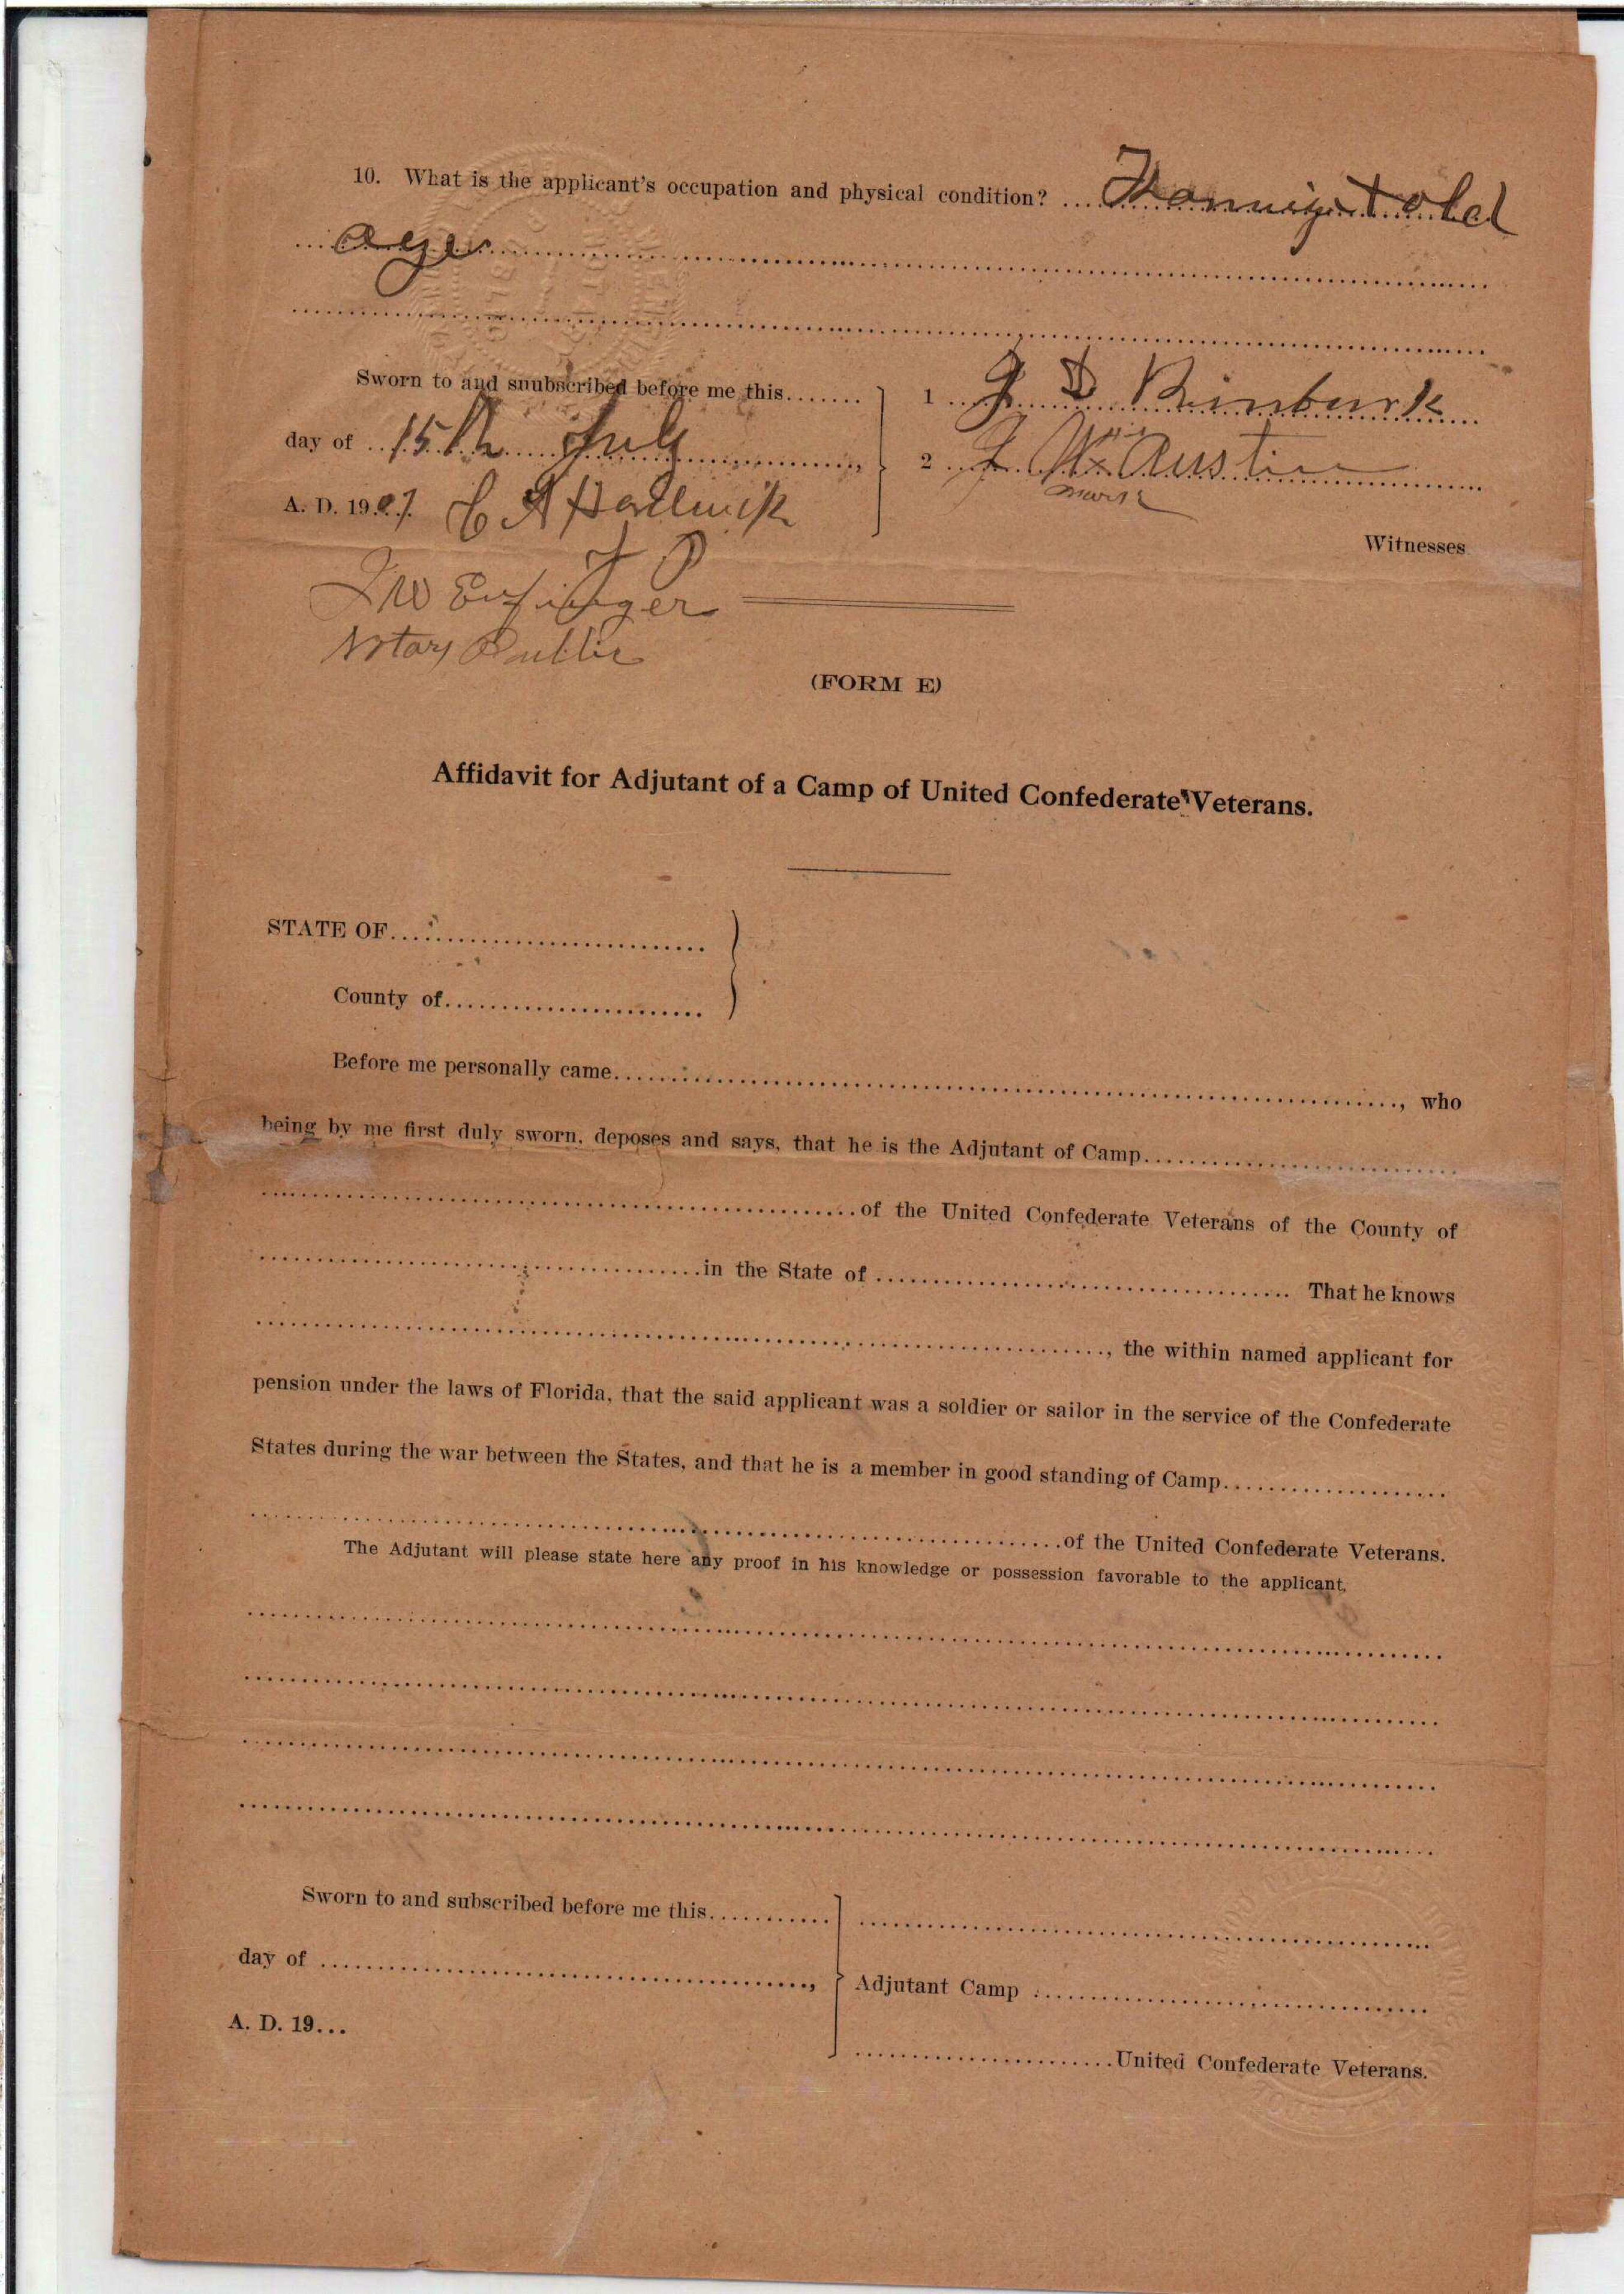 10. What is the applicant's occupation and physical condition? .... old
age
Sworn to and snubscribed before me this....... } 1 ... D
day of 15th July, } 2 ... W his x Austin
mark
A. D. 1907. C A
Witnesses
J P
J W
Notary Public
(FORM E)
Affidavit for Adjutant of a Camp of United Confederate Veterans.
STATE OF..............................
County of.........................
Before me personally came........................................................................, who
being by me first duly sworn, deposes and says, that he is the Adjutant of Camp..............................
............................................................of the United Confederate Veterans of the County of
..........................................in the State of ........................................ That he knows
................................................................................, the within named applicant for
pension under the laws of Florida, that the said applicant was a soldier or sailor in the service of the Confederate
States during the war between the States, and that he is a member in good standing of Camp....................
................................................................................of the United Confederate Veterans.
The Adjutant will please state here any proof in his knowledge or possession favorable to the applicant,
Sworn to and subscribed before me this............
day of ..............................................., } Adjutant Camp ......................................
A. D. 19...
........................United Confederate Veterans.